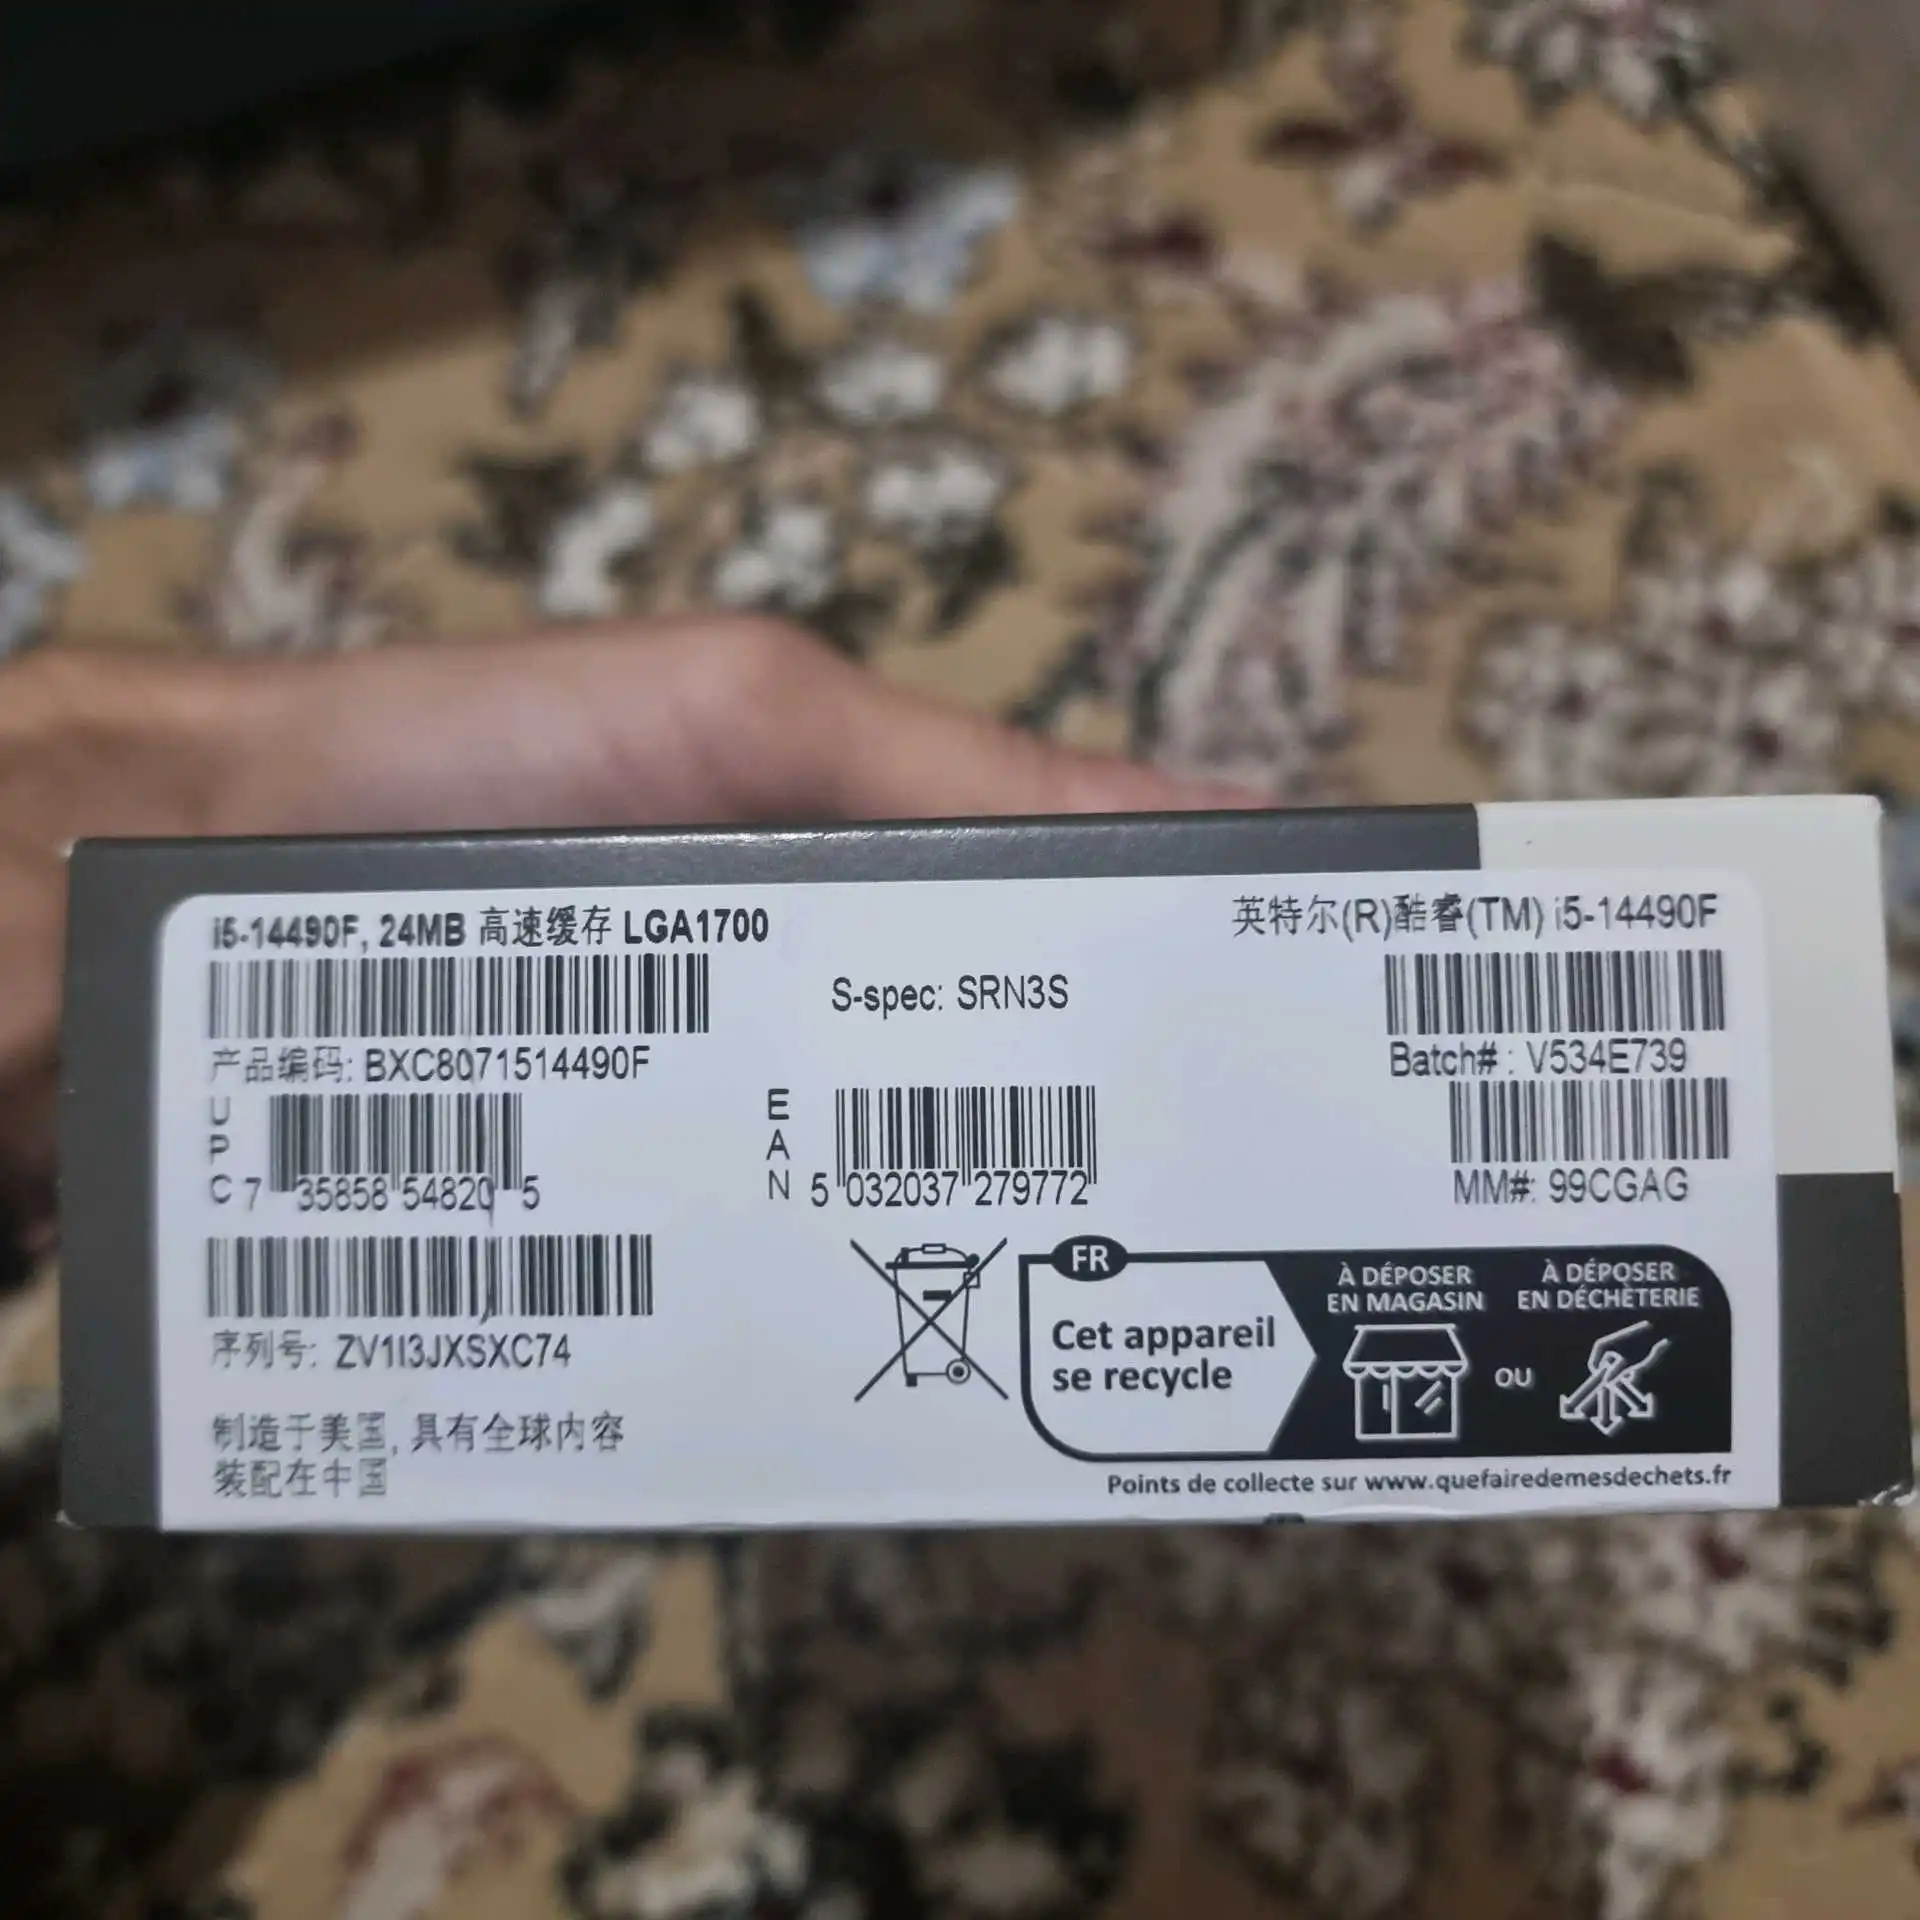 i5-14490F, 24MB 高速缓存 LGA1700
英特尔(R)酷睿(TM) i5-14490F
S-spec: SRN3S
产品编码: BXC8071514490F
Batch# : V534E739
UPC 7 35858 54820 5
EAN 5 032037 279772
MM#: 99CGAG
序列号: ZV1I3JXSXC74
制造于美国, 具有全球内容
装配在中国
FR
Cet appareil
se recycle
À DÉPOSER
EN MAGASIN
OU
À DÉPOSER
EN DÉCHÈTERIE
Points de collecte sur www.quefairedemesdechets.fr